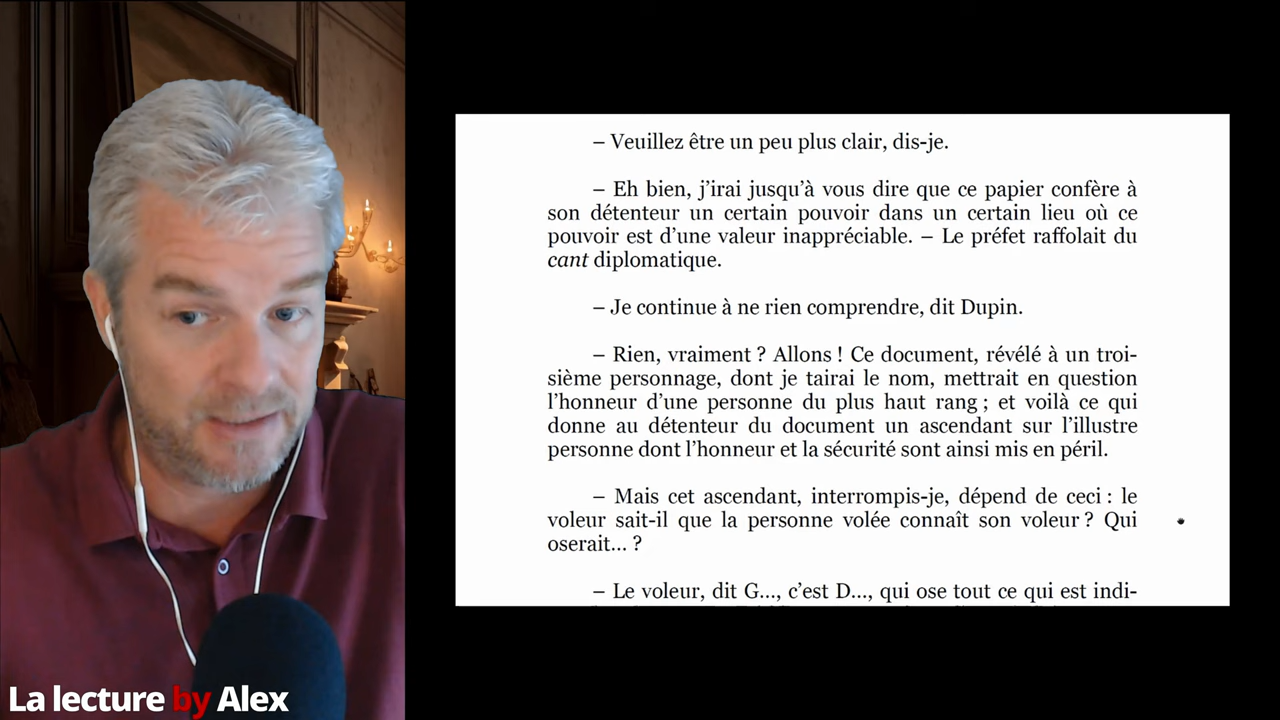 – Veuillez être un peu plus clair, dis-je.
– Eh bien, j’irai jusqu’à vous dire que ce papier confère à
son détenteur un certain pouvoir dans un certain lieu où ce
pouvoir est d’une valeur inappréciable. – Le préfet raffolait du
cant diplomatique.
– Je continue à ne rien comprendre, dit Dupin.
– Rien, vraiment ? Allons ! Ce document, révélé à un troi-
sième personnage, dont je tairai le nom, mettrait en question
l’honneur d’une personne du plus haut rang ; et voilà ce qui
donne au détenteur du document un ascendant sur l’illustre
personne dont l’honneur et la sécurité sont ainsi mis en péril.
– Mais cet ascendant, interrompis-je, dépend de ceci : le
voleur sait-il que la personne volée connaît son voleur ? Qui
oserait… ?
– Le voleur, dit G…, c’est D…, qui ose tout ce qui est indi-
La lecture by Alex